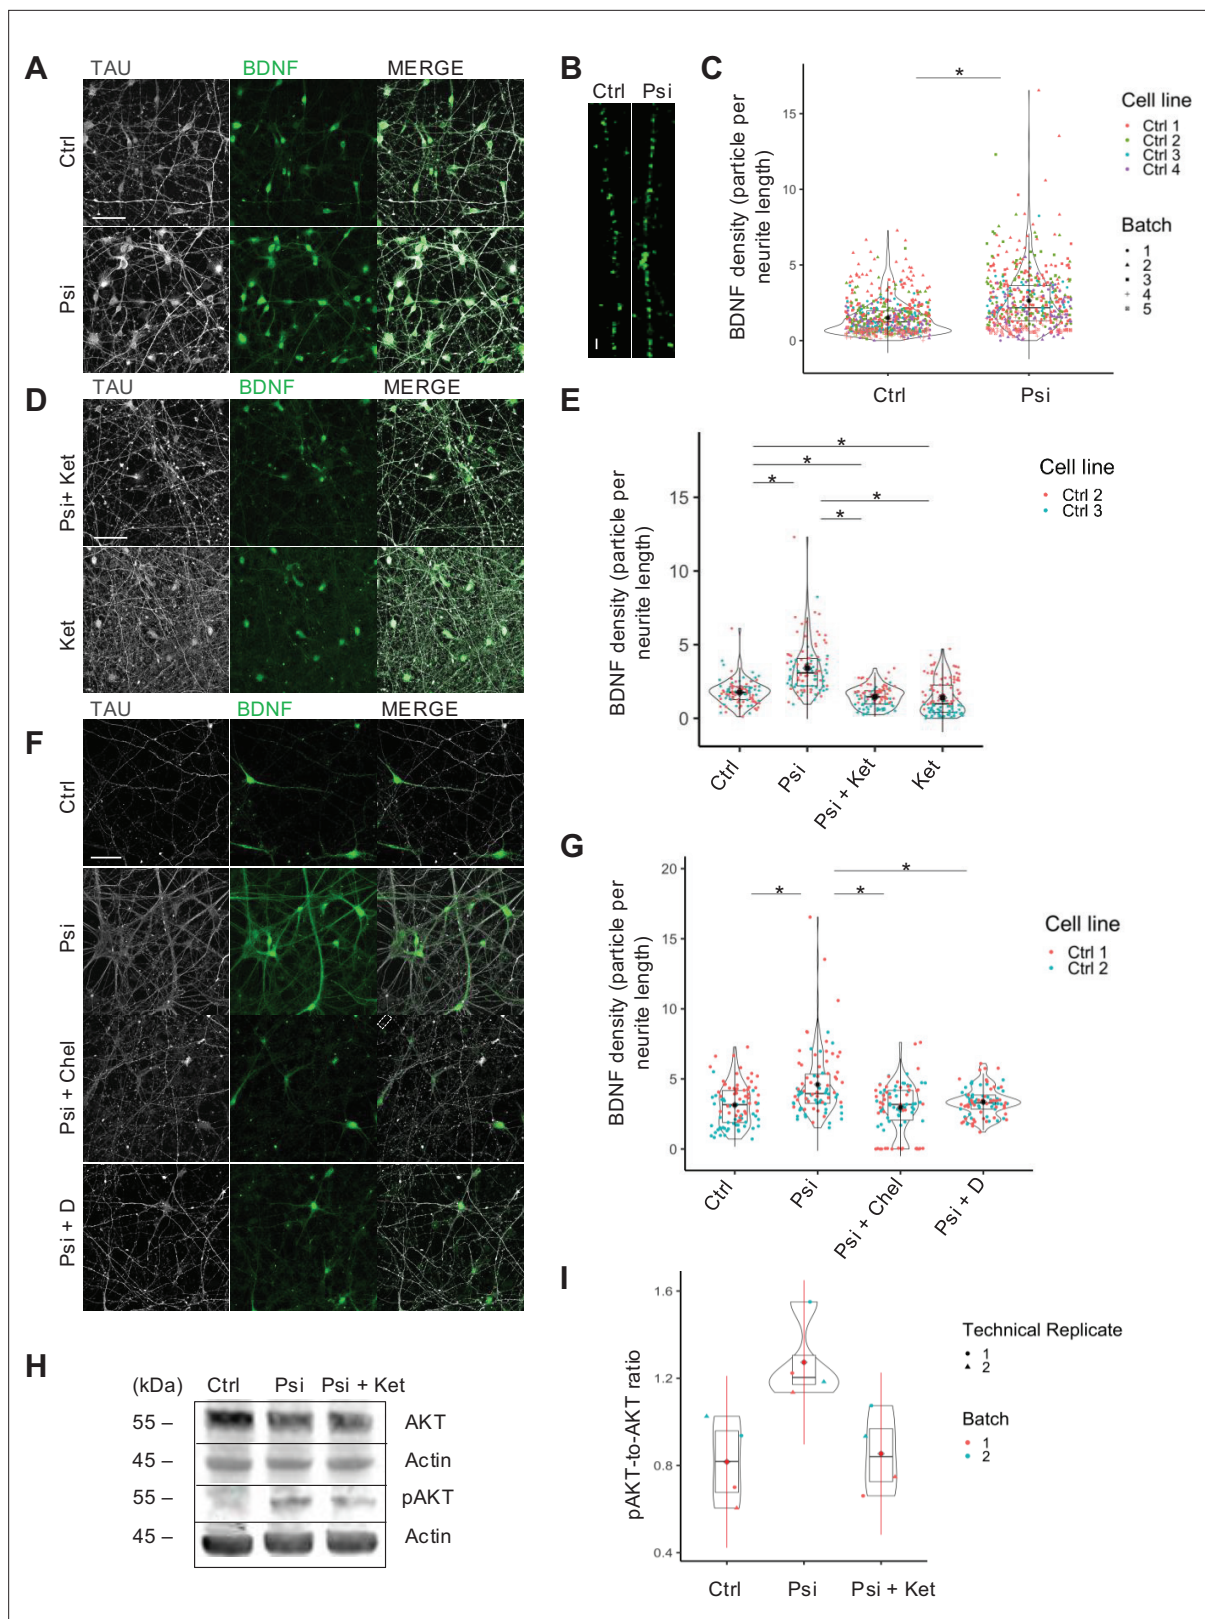 A
TAU BDNF MERGE
Ctrl
Psi
B
Ctrl Psi
C
BDNF density (particle per
neurite length)
15
10
5
0
*
Ctrl Psi
Cell line
Ctrl 1
Ctrl 2
Ctrl 3
Ctrl 4
Batch
1
2
3
4
5
D
TAU BDNF MERGE
Psi+ Ket
Ket
E
BDNF density (particle per
neurite length)
15
10
5
0
*
*
*
*
*
Ctrl Psi Psi + Ket Ket
Cell line
Ctrl 2
Ctrl 3
F
TAU BDNF MERGE
Ctrl
Psi
Psi + Chel
Psi + D
G
BDNF density (particle per
neurite length)
20
15
10
5
0
* * *
Ctrl Psi Psi + Chel Psi + D
Cell line
Ctrl 1
Ctrl 2
H
(kDa) Ctrl Psi Psi + Ket
55 – AKT
45 – Actin
55 – pAKT
45 – Actin
I
pAKT-to-AKT ratio
1.6
1.2
0.8
0.4
Ctrl Psi Psi + Ket
Technical Replicate
1
2
Batch
1
2